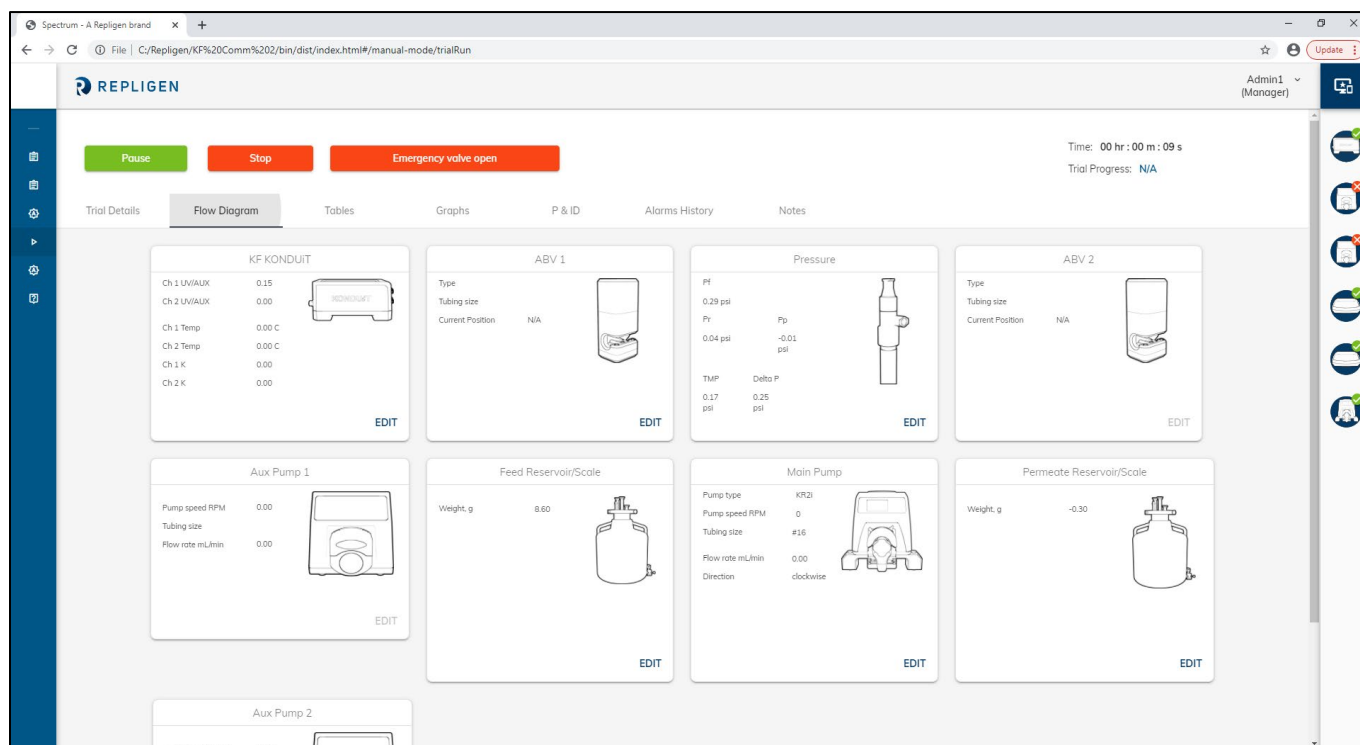 Spectrum - A Repligen brand
File | C:/Repligen/KF%20Comm%202/bin/dist/index.html#/manual-mode/trialRun
Update
REPLIGEN
Admin1
(Manager)
Pause
Stop
Emergency valve open
Time: 00 hr : 00 m : 09 s
Trial Progress: N/A
Trial Details
Flow Diagram
Tables
Graphs
P & ID
Alarms History
Notes
KF KONDUiT
Ch 1 UV/AUX 0.15
Ch 2 UV/AUX 0.00
Ch 1 Temp 0.00 C
Ch 2 Temp 0.00 C
Ch 1 K 0.00
Ch 2 K 0.00
KONDUiT
EDIT
ABV 1
Type
Tubing size
Current Position N/A
EDIT
Pressure
Pf
0.29 psi
Pr Pp
0.04 psi -0.01
psi
TMP Delta P
0.17 0.25
psi psi
EDIT
ABV 2
Type
Tubing size
Current Position N/A
EDIT
Aux Pump 1
Pump speed RPM 0.00
Tubing size
Flow rate mL/min 0.00
EDIT
Feed Reservoir/Scale
Weight, g 8.60
EDIT
Main Pump
Pump type KR2i
Pump speed RPM 0
Tubing size #16
Flow rate mL/min 0.00
Direction clockwise
EDIT
Permeate Reservoir/Scale
Weight, g -0.30
EDIT
Aux Pump 2